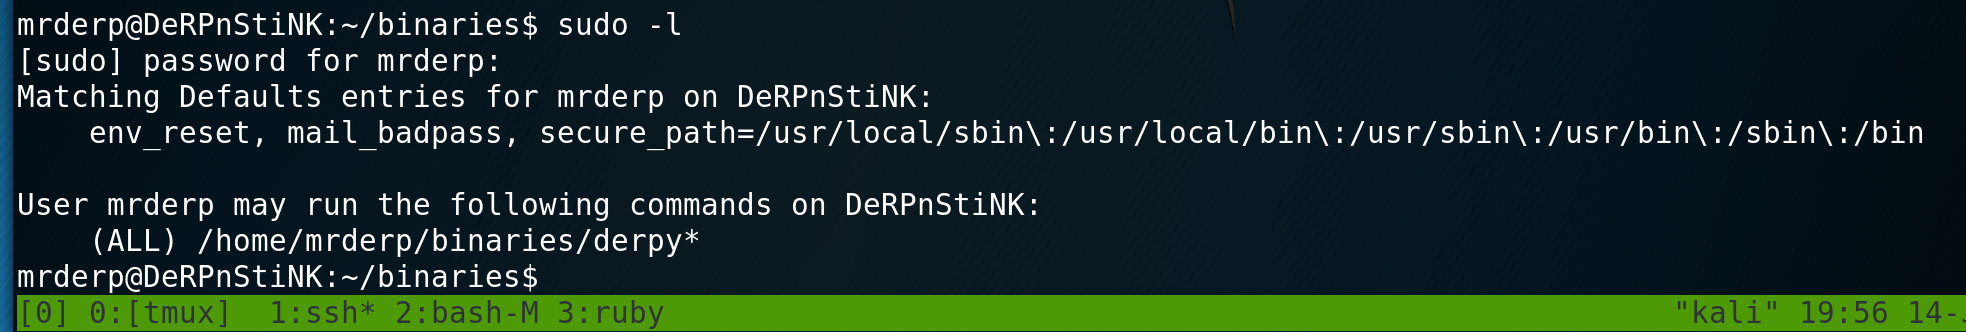 mrderp@DeRPnStiNK:~/binaries$ sudo -l
[sudo] password for mrderp:
Matching Defaults entries for mrderp on DeRPnStiNK:
    env_reset, mail_badpass, secure_path=/usr/local/sbin\:/usr/local/bin\:/usr/sbin\:/usr/bin\:/sbin\:/bin

User mrderp may run the following commands on DeRPnStiNK:
    (ALL) /home/mrderp/binaries/derpy*
mrderp@DeRPnStiNK:~/binaries$
[0] 0:[tmux]  1:ssh* 2:bash-M 3:ruby "kali" 19:56 14-